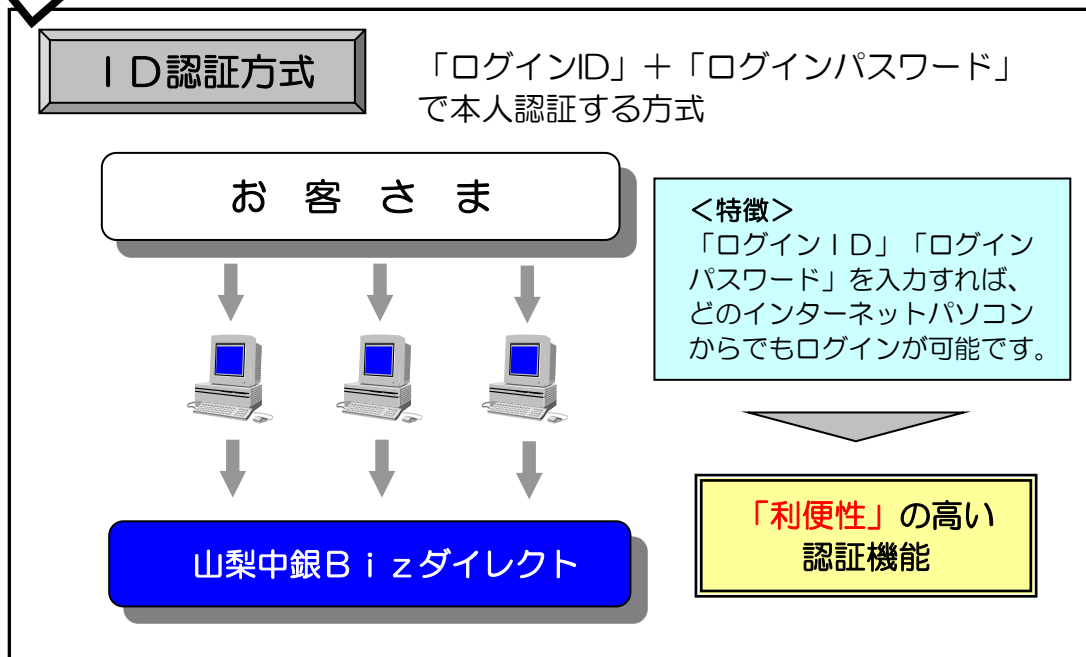 ＩＤ認証方式
「ログインID」＋「ログインパスワード」
で本人認証する方式
お　客　さ　ま
＜特徴＞
「ログインＩＤ」「ログイン
パスワード」を入力すれば、
どのインターネットパソコン
からでもログインが可能です。
「利便性」の高い
認証機能
山梨中銀Ｂｉｚダイレクト